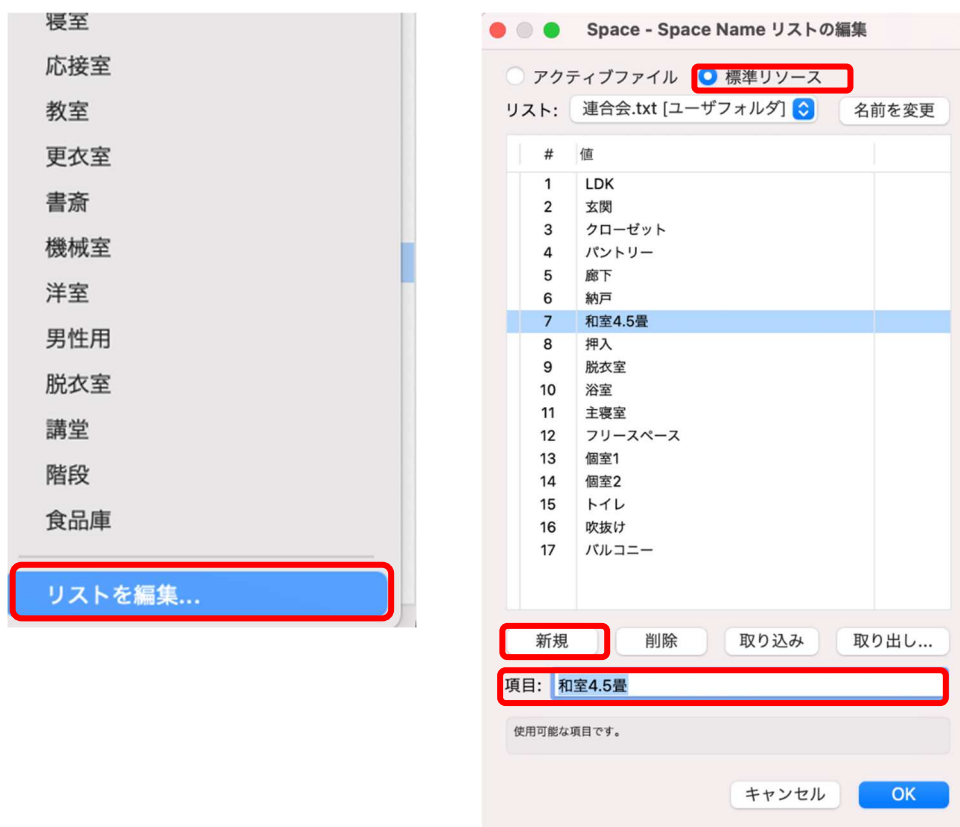 寝室
応接室
教室
更衣室
書斎
機械室
洋室
男性用
脱衣室
講堂
階段
食品庫
リストを編集...
Space - Space Name リストの編集
アクティブファイル 標準リソース
リスト: 連合会.txt [ユーザフォルダ] 名前を変更
# 値
1 LDK
2 玄関
3 クローゼット
4 パントリー
5 廊下
6 納戸
7 和室4.5畳
8 押入
9 脱衣室
10 浴室
11 主寝室
12 フリースペース
13 個室1
14 個室2
15 トイレ
16 吹抜け
17 バルコニー
新規 削除 取り込み 取り出し...
項目: 和室4.5畳
使用可能な項目です。
キャンセル OK